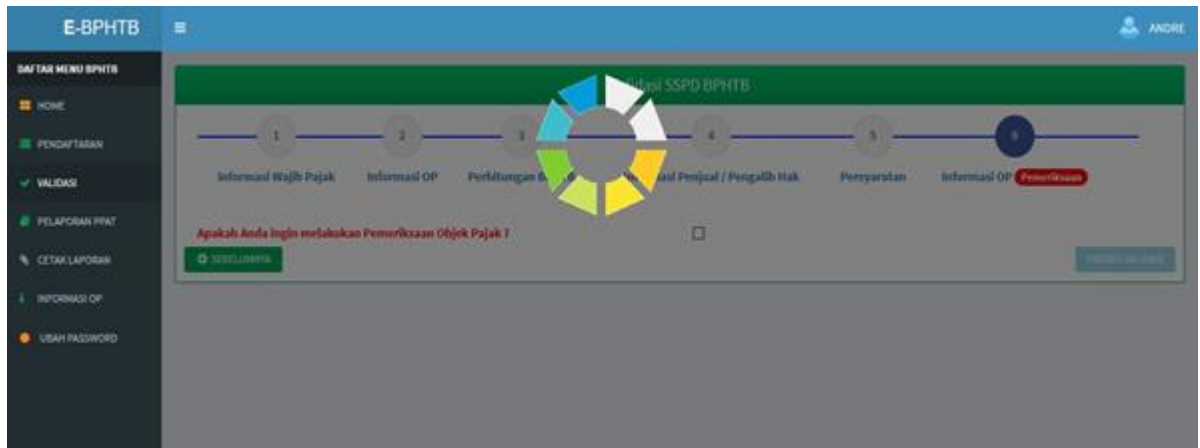 E-BPHTB
ANDRE
DAFTAR MENU BPHTB
HOME
PENDAFTARAN
VALIDASI
PELAPORAN PPAT
CETAK LAPORAN
INFORMASI OP
UBAH PASSWORD
SSPD BPHTB
1 2 3 4 5 6
Informasi Wajib Pajak Informasi OP Perhitungan Penjual / Pengalih Hak Persyaratan Informasi OP Pemeriksaan
Apakah Anda ingin melakukan Pemeriksaan Objek Pajak ?
SEBELUMNYA